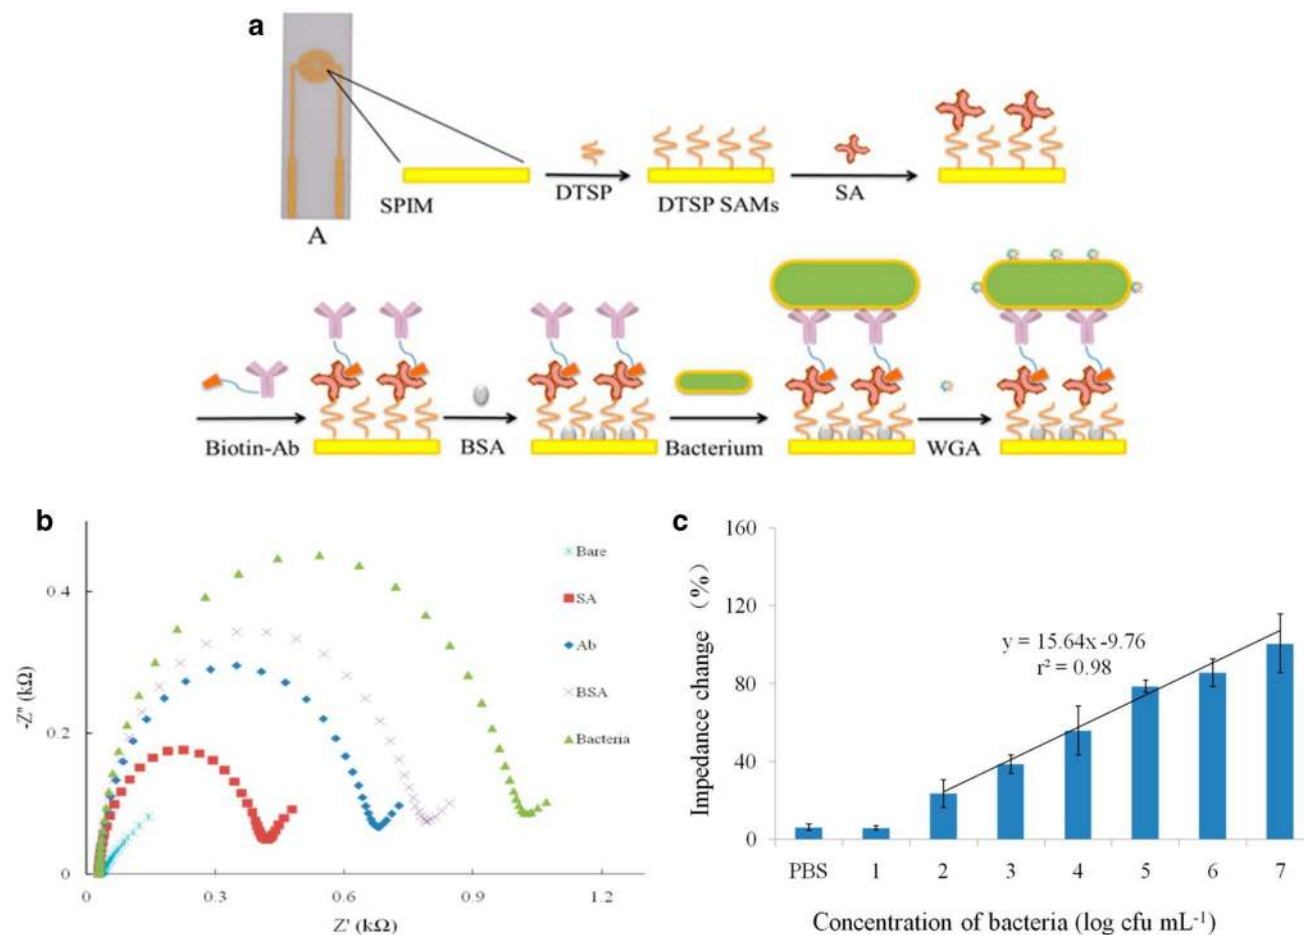 a
DTSP
SA
SPIM
DTSP SAMs
A
Biotin-Ab
BSA
Bacterium
WGA
b
-Z" (kΩ)
0.4
0.2
0
0
0.3
0.6
0.9
1.2
Z' (kΩ)
Bare
SA
Ab
BSA
Bacteria
c
Impedance change (%)
160
120
80
40
0
y = 15.64x -9.76
r² = 0.98
PBS 1 2 3 4 5 6 7
Concentration of bacteria (log cfu mL⁻¹)